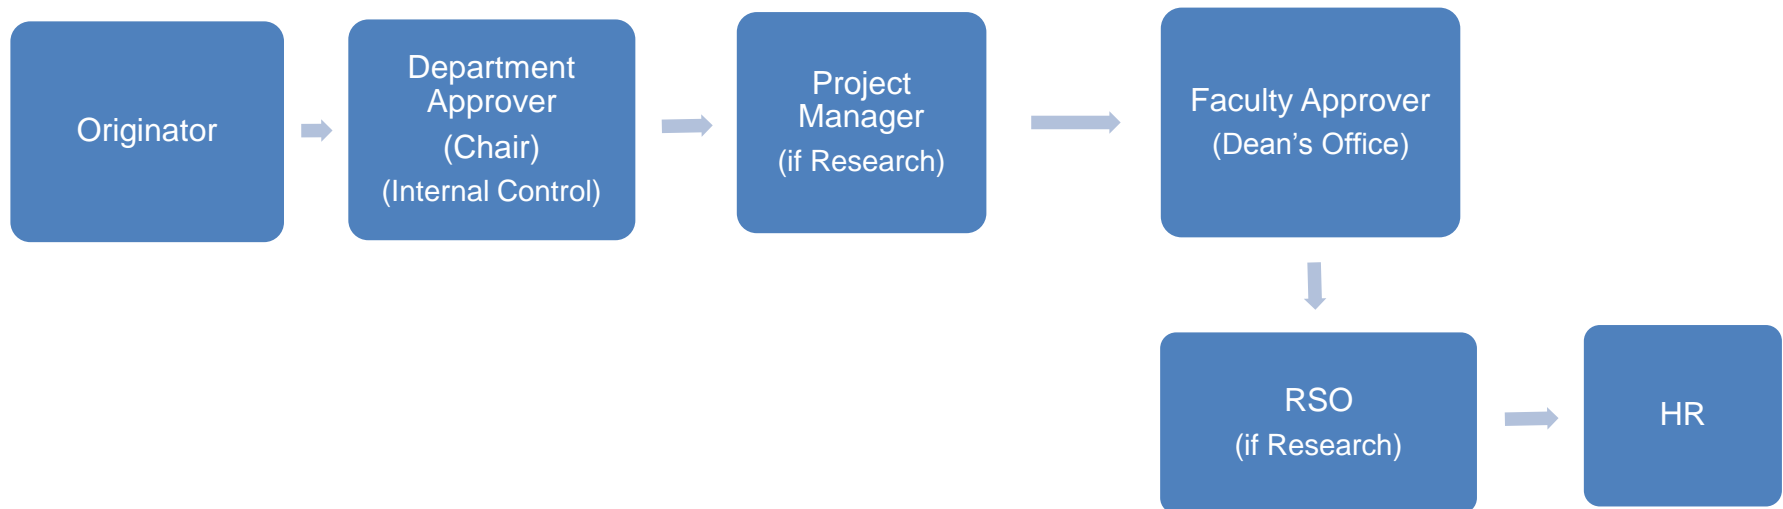 Originator
Department
Approver
(Chair)
(Internal Control)
Project
Manager
(if Research)
Faculty Approver
(Dean’s Office)
RSO
(if Research)
HR